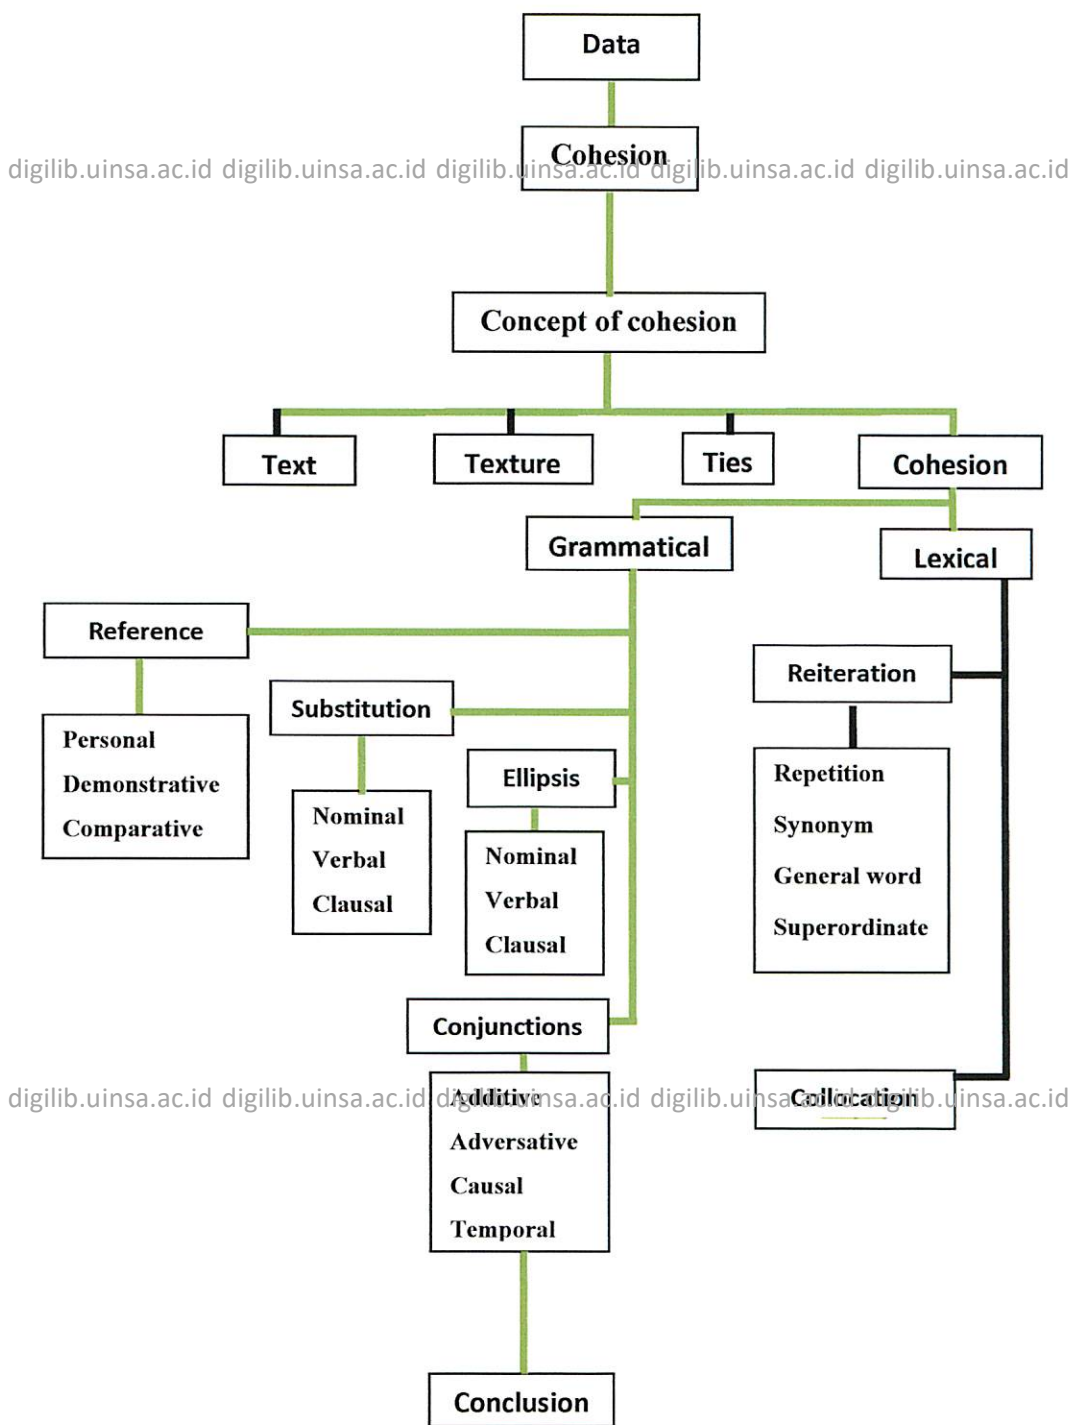 Data
Cohesion
digilib.uinsa.ac.id digilib.uinsa.ac.id digilib.uinsa.ac.id digilib.uinsa.ac.id digilib.uinsa.ac.id
Concept of cohesion
Text
Texture
Ties
Cohesion
Grammatical
Lexical
Reference
Personal
Demonstrative
Comparative
Substitution
Nominal
Verbal
Clausal
Ellipsis
Nominal
Verbal
Clausal
Reiteration
Repetition
Synonym
General word
Superordinate
Conjunctions
Additive
Adversative
Causal
Temporal
Collocation
digilib.uinsa.ac.id digilib.uinsa.ac.id digilib.uinsa.ac.id digilib.uinsa.ac.id digilib.uinsa.ac.id
Conclusion